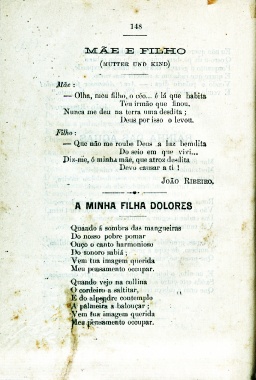 148
MÃE E FILHO
(MUTTER UND KIND)
Mãe :
— Olha, meu filho, o céo... é lá que habita
Teu irmão que finou.
Nunca me deu na terra uma desdita ;
Deus por isso o levou.
Filho :
— Que não me roube Deus a luz bemdita
Do seio em que vivi...
Diz-me, ó minha mãe, que atroz desdita
Devo causar a ti !
JOÃO RIBEIRO.
A MINHA FILHA DOLORES
Quando á sombra das mangueiras
Do nosso pobre pomar
Ouço o canto harmonioso
Do sonoro sabiá ;
Vem tua imagem querida
Meu pensamento occupar.
Quando vejo na collina
O cordeiro a saltitar,
E do alpendre contemplo
A palmeira a balouçar ;
Vem tua imagem querida
Meu pensamento occupar.